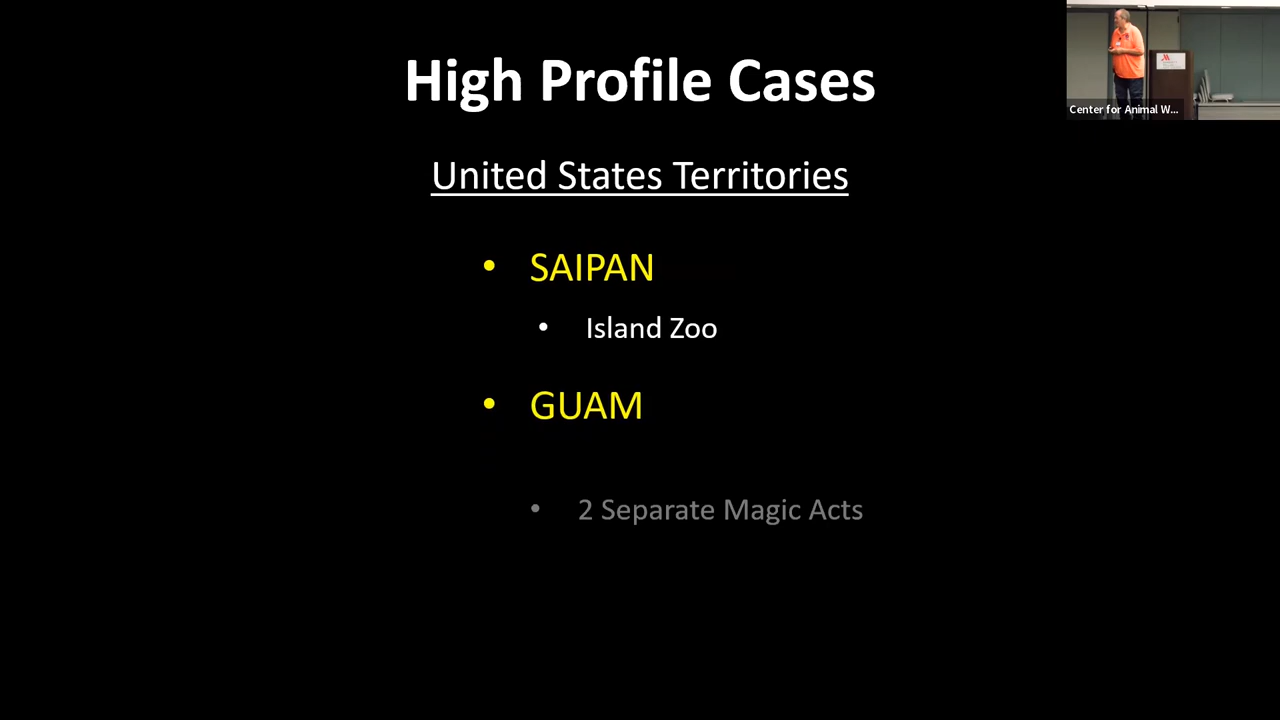 High Profile Cases
Center for Animal W...
United States Territories
• SAIPAN
• Island Zoo
• GUAM
• 2 Separate Magic Acts